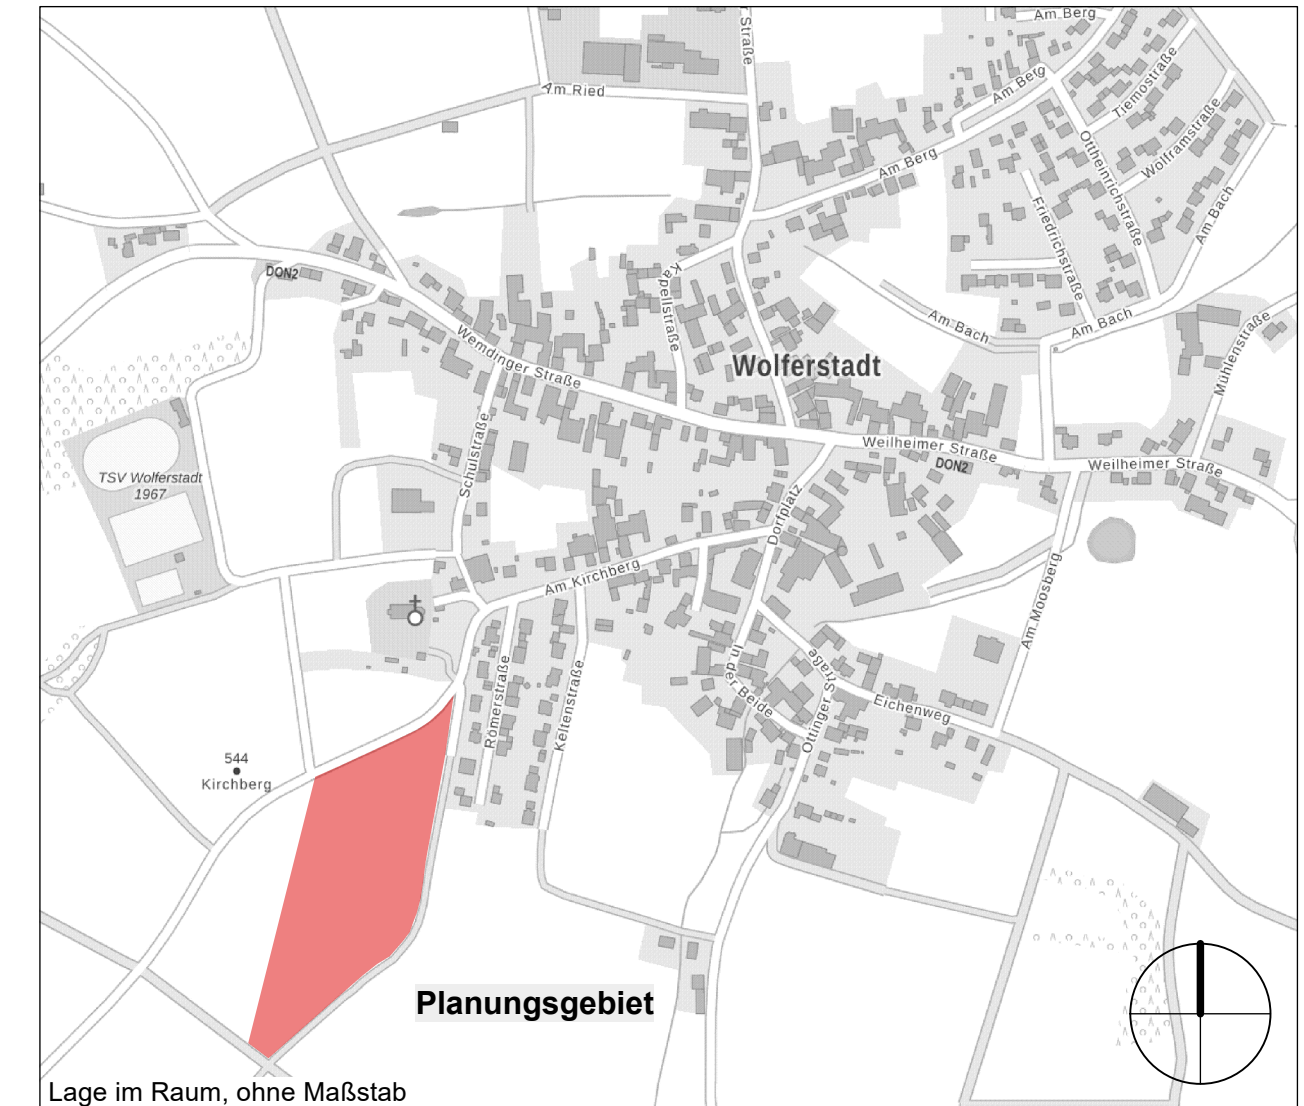 Am Berg
Straße
Am Ried
Am Berg
Tiemostraße
Wolframstraße
Ottheinrichstraße
Am Berg
Friedrichstraße
Am Bach
DON2
Kapellstraße
Am Bach
Am Bach
Mühlenstraße
Wemdinger Straße
Wolferstadt
Schulstraße
Weilheimer Straße
DON2
Weilheimer Straße
TSV Wolferstadt
1967
Dorfplatz
Am Kirchberg
Am Moosberg
Römerstraße
Keltenstraße
In der Beide
Ottinger Straße
Eichenweg
544
Kirchberg
Planungsgebiet
Lage im Raum, ohne Maßstab